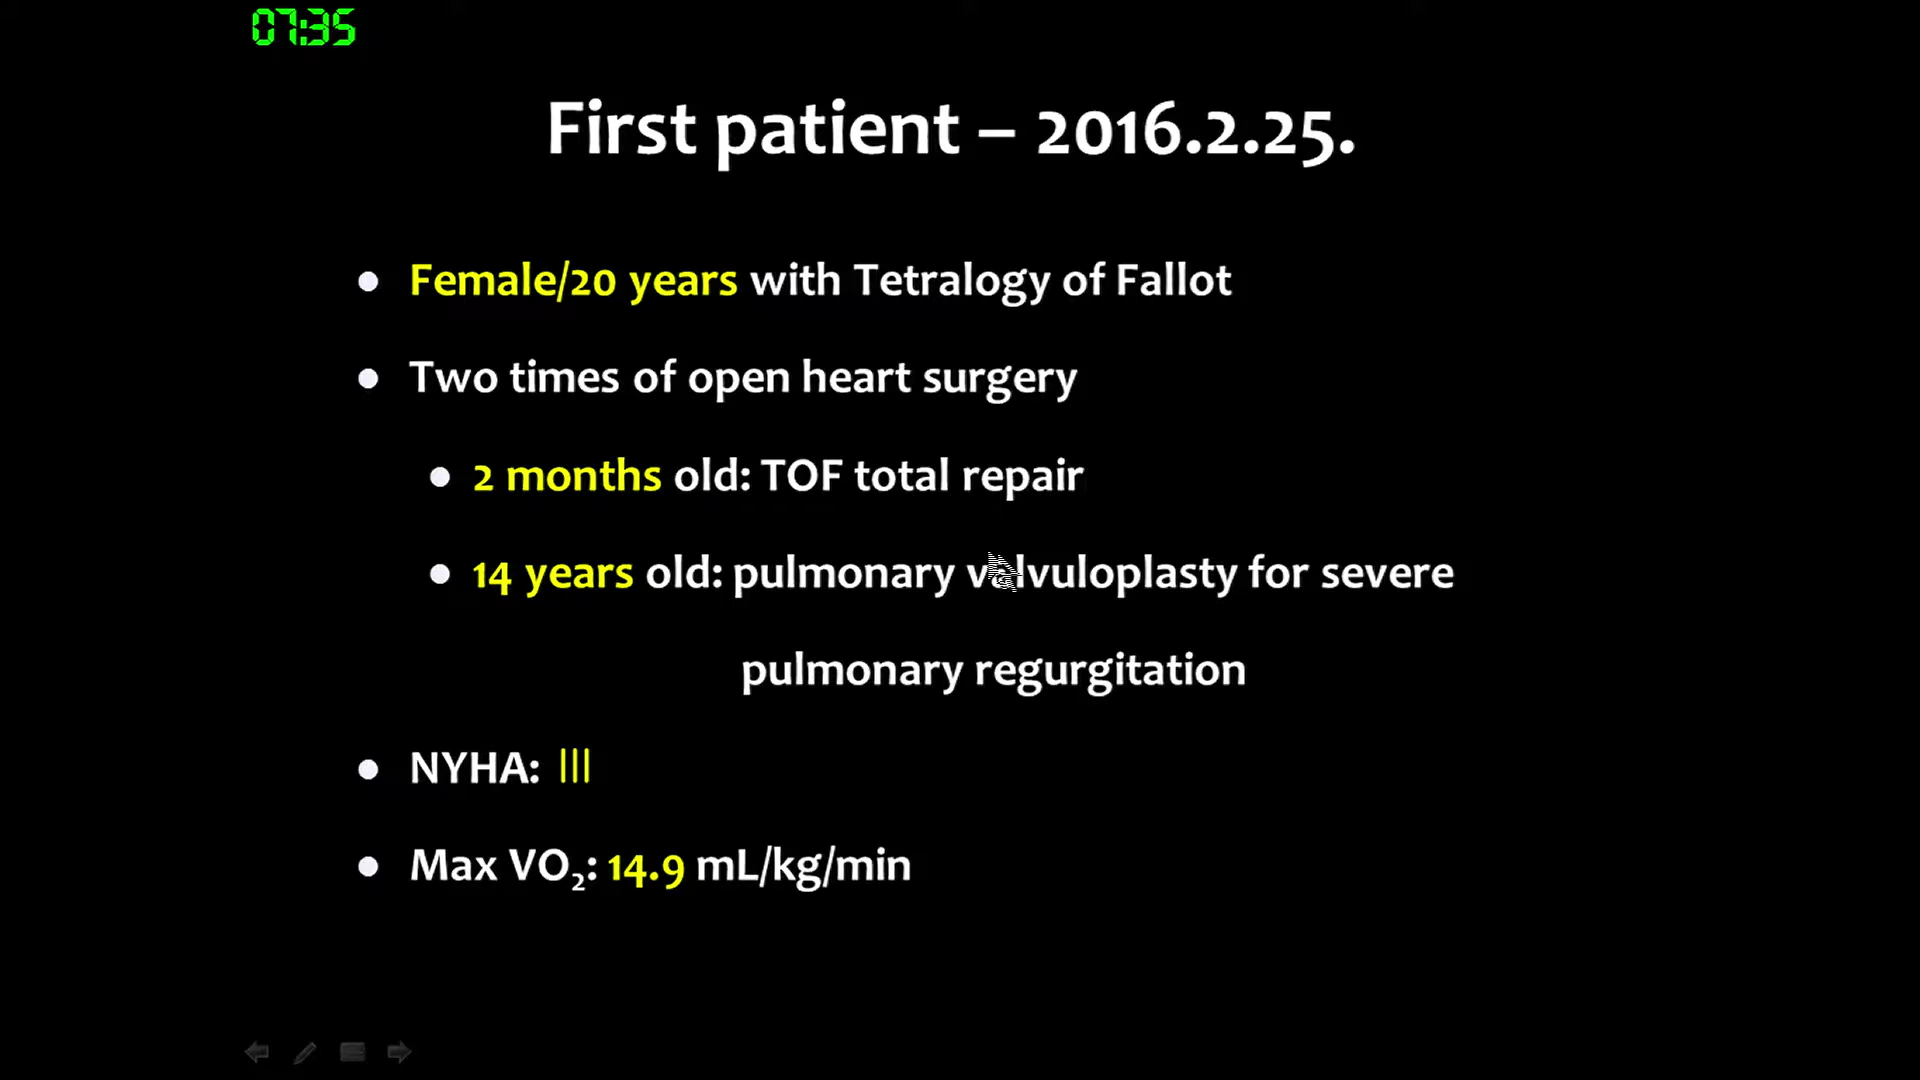 07:35
First patient – 2016.2.25.
● Female/20 years with Tetralogy of Fallot
● Two times of open heart surgery
● 2 months old: TOF total repair
● 14 years old: pulmonary valvuloplasty for severe
pulmonary regurgitation
● NYHA: III
● Max VO₂: 14.9 mL/kg/min